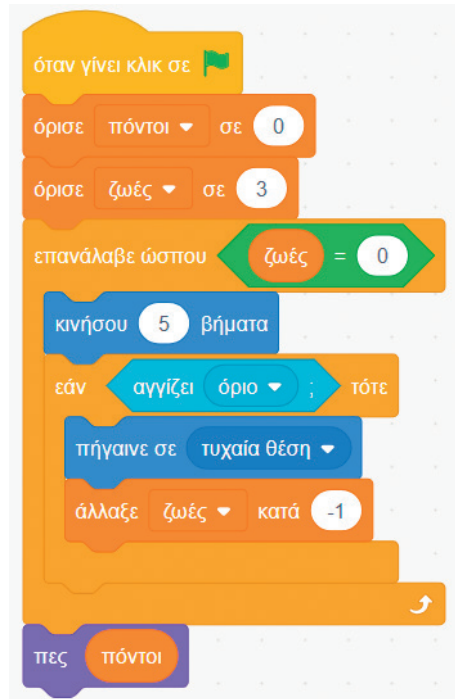 όταν γίνει κλικ σε
όρισε πόντοι σε 0
όρισε ζωές σε 3
επανάλαβε ώσπου ζωές = 0
κινήσου 5 βήματα
εάν αγγίζει όριο ; τότε
πήγαινε σε τυχαία θέση
άλλαξε ζωές κατά -1
πες πόντοι